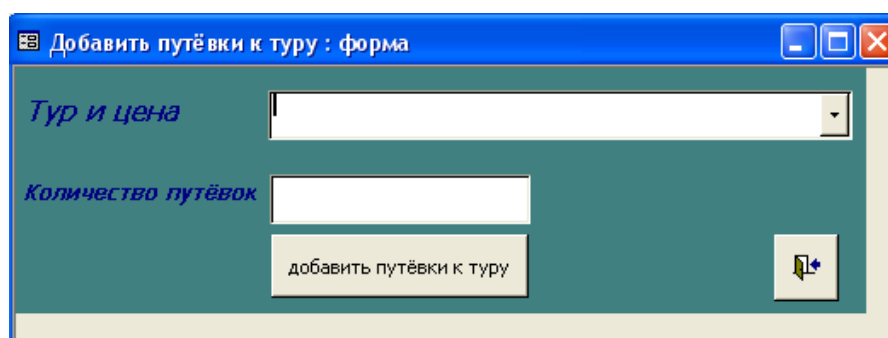 Добавить путёвки к туру : форма
Тур и цена
Количество путёвок
добавить путёвки к туру